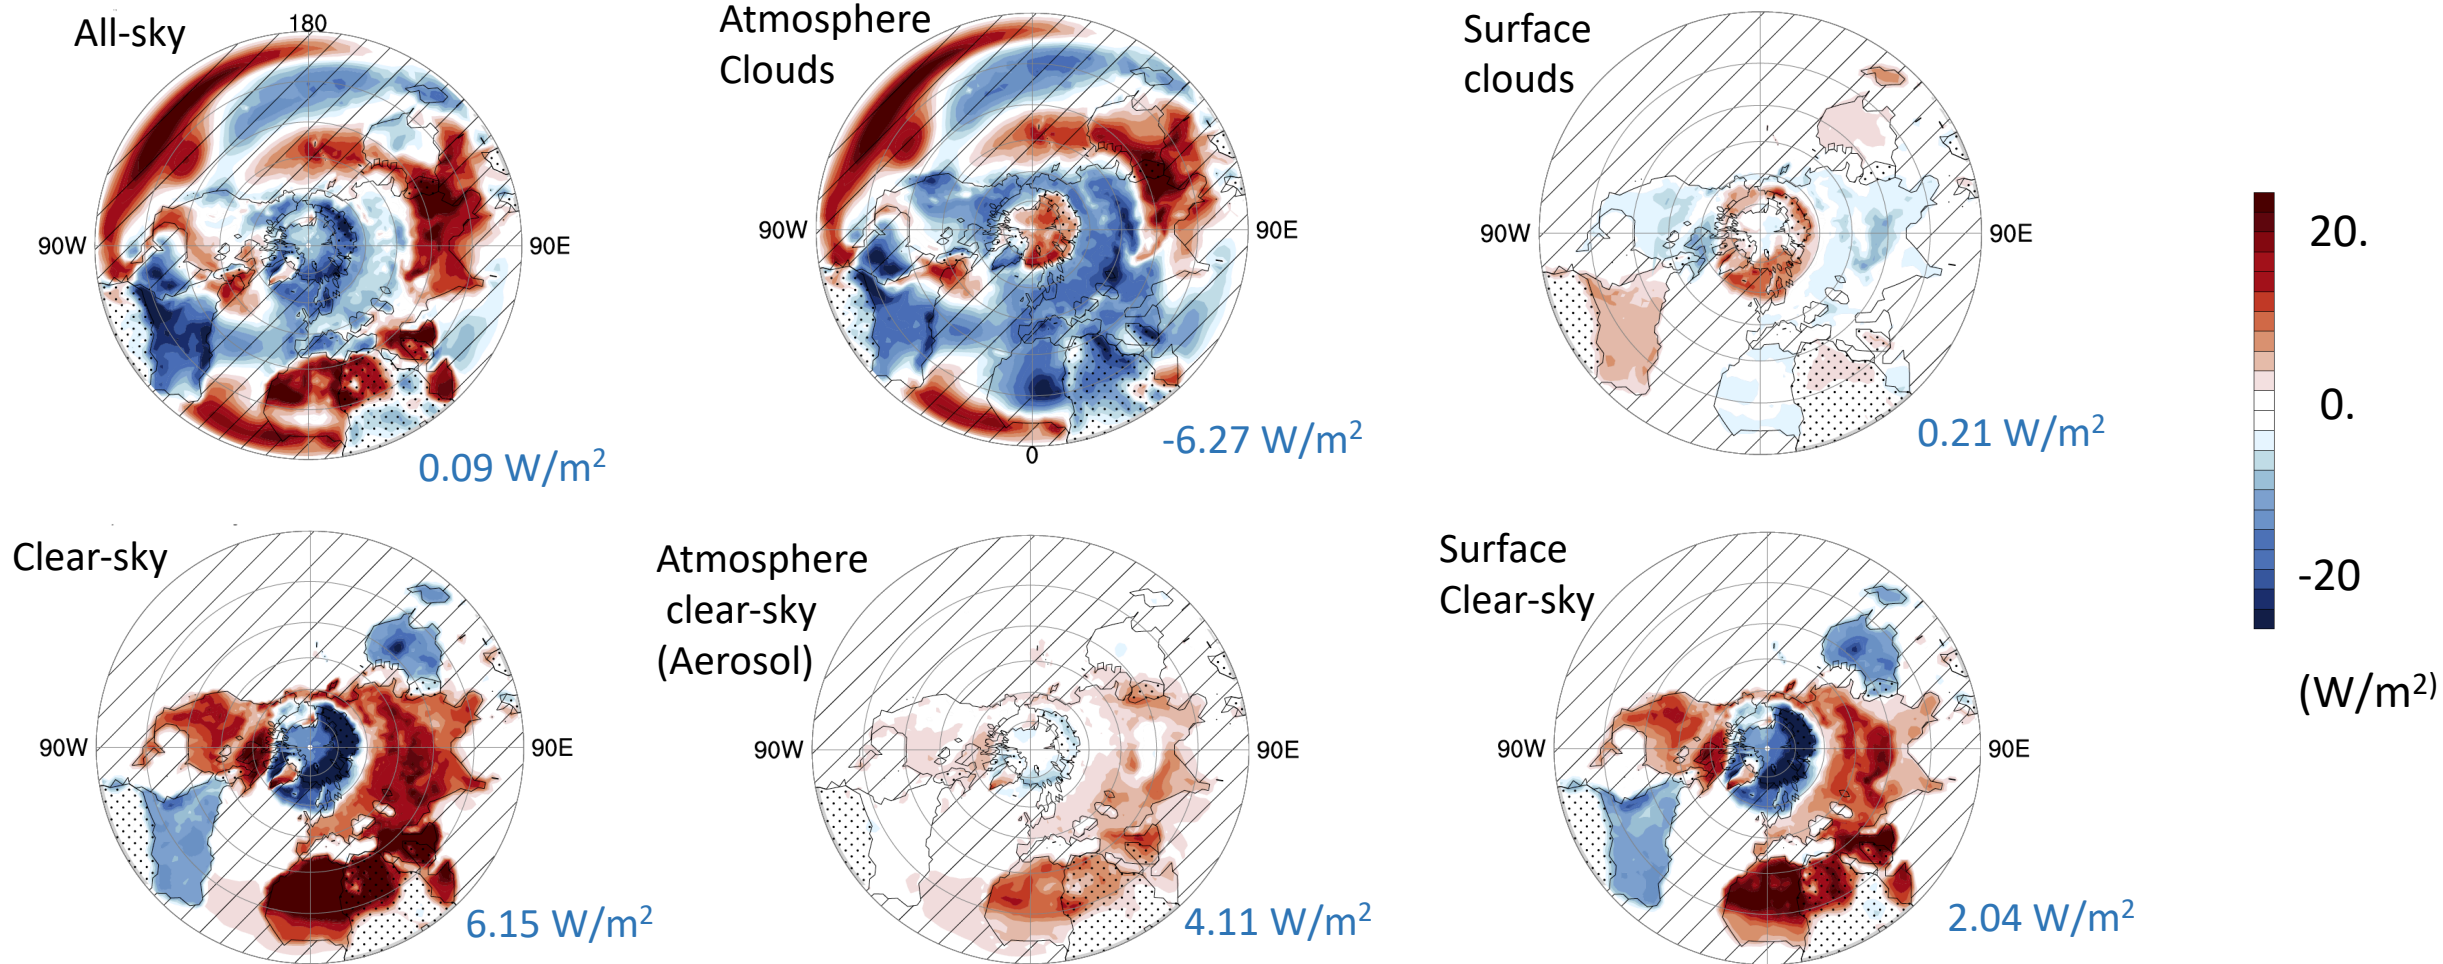 All-sky
180
90W
90E
0.09 W/m²
Atmosphere
Clouds
90W
90E
0
-6.27 W/m²
Surface
clouds
90W
90E
0.21 W/m²
20.
0.
-20
(W/m²)
Clear-sky
90W
90E
6.15 W/m²
Atmosphere
clear-sky
(Aerosol)
90W
90E
4.11 W/m²
Surface
Clear-sky
90W
90E
2.04 W/m²